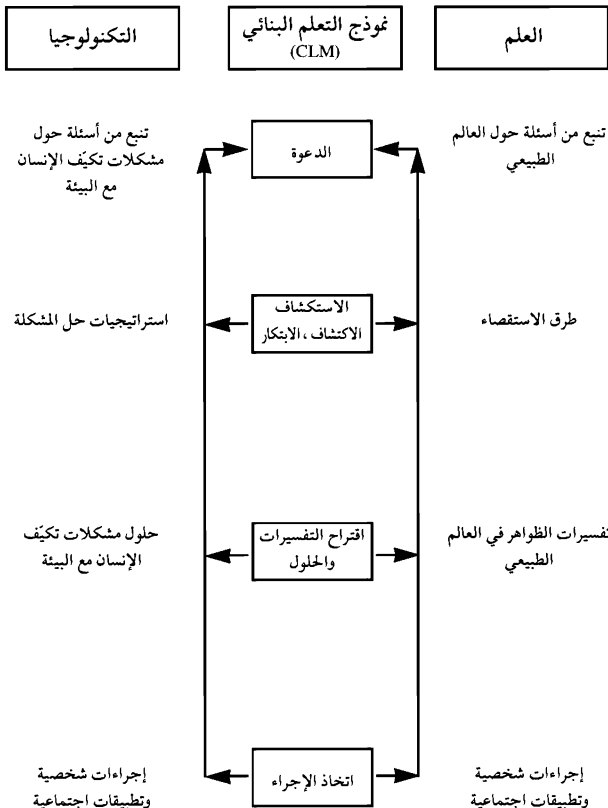 العلم
نموذج التعلم البنائي
(CLM)
التكنولوجيا
تنبع من أسئلة حول العالم
الطبيعي
الدعوة
تنبع من أسئلة حول
مشكلات تكيّف الإنسان
مع البيئة
طرق الاستقصاء
الاستكشاف
الاكتشاف ، الابتكار
استراتيجيات حل المشكلة
تفسيرات الظواهر في العالم
الطبيعي
اقتراح التفسيرات
والحلول
حلول مشكلات تكيّف
الإنسان مع البيئة
إجراءات شخصية
وتطبيقات اجتماعية
اتخاذ الإجراء
إجراءات شخصية
وتطبيقات اجتماعية